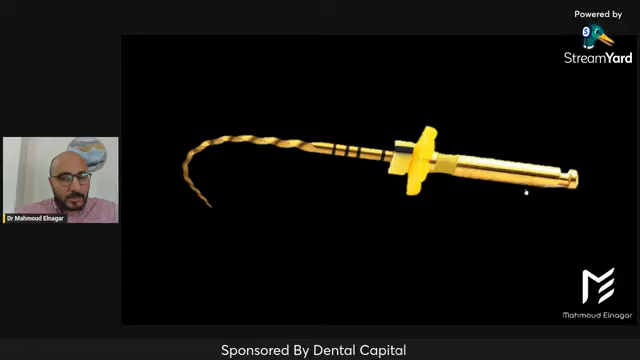 Powered by
StreamYard
Dr Mahmoud Elnagar
Mahmoud Elnagar
Sponsored By Dental Capital